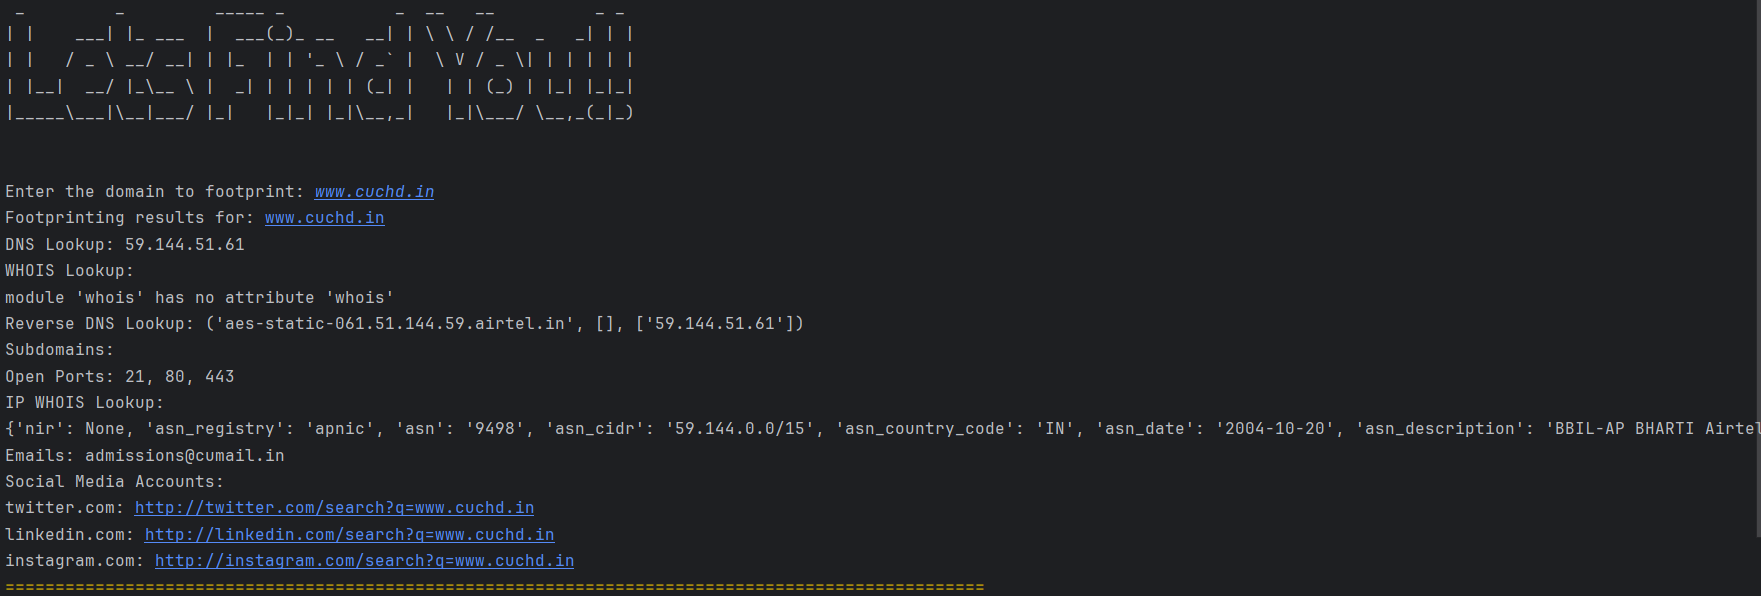 _         _         _____ _           _  __   __          _ _
| |    ___| |_ ___  |  ___(_)_ __   __| | \ \ / /__  _   _| | |
| |   / _ \ __/ __| | |_  | | '_ \ / _` |  \ V / _ \| | | | | |
| |__|  __/ |_\__ \ |  _| | | | | | (_| |   | | (_) | |_| |_|_|
|_____\___|\__|___/ |_|   |_|_| |_|\__,_|   |_|\___/ \__,_(_|_)
Enter the domain to footprint: www.cuchd.in
Footprinting results for: www.cuchd.in
DNS Lookup: 59.144.51.61
WHOIS Lookup:
module 'whois' has no attribute 'whois'
Reverse DNS Lookup: ('aes-static-061.51.144.59.airtel.in', [], ['59.144.51.61'])
Subdomains:
Open Ports: 21, 80, 443
IP WHOIS Lookup:
{'nir': None, 'asn_registry': 'apnic', 'asn': '9498', 'asn_cidr': '59.144.0.0/15', 'asn_country_code': 'IN', 'asn_date': '2004-10-20', 'asn_description': 'BBIL-AP BHARTI Airtel
Emails: admissions@cumail.in
Social Media Accounts:
twitter.com: http://twitter.com/search?q=www.cuchd.in
linkedin.com: http://linkedin.com/search?q=www.cuchd.in
instagram.com: http://instagram.com/search?q=www.cuchd.in
==================================================================================================